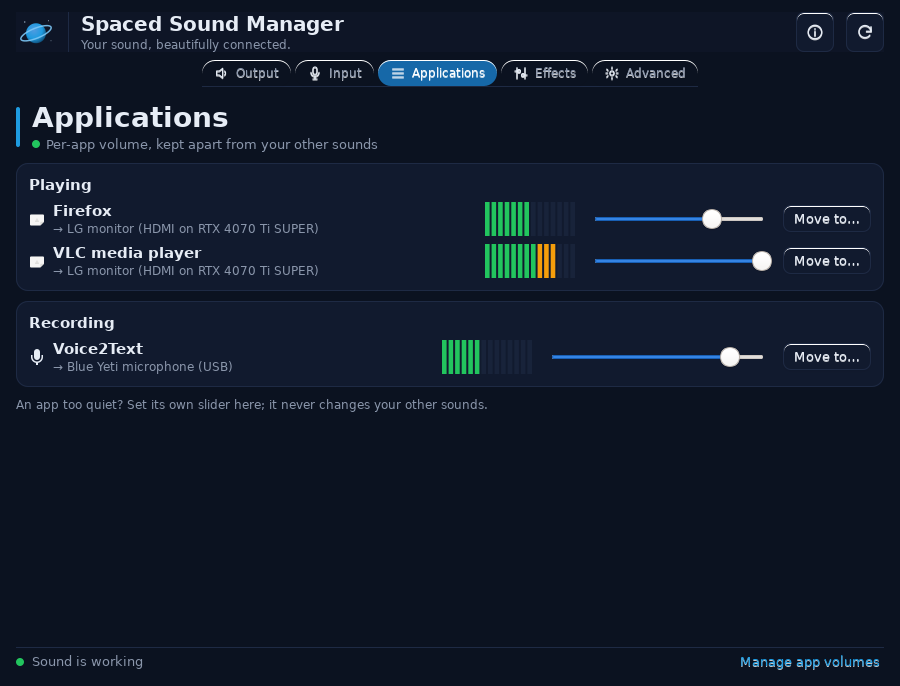 Spaced Sound Manager
Your sound, beautifully connected.
Output
Input
Applications
Effects
Advanced
Applications
Per-app volume, kept apart from your other sounds
Playing
Firefox
→ LG monitor (HDMI on RTX 4070 Ti SUPER)
Move to...
VLC media player
→ LG monitor (HDMI on RTX 4070 Ti SUPER)
Move to...
Recording
Voice2Text
→ Blue Yeti microphone (USB)
Move to...
An app too quiet? Set its own slider here; it never changes your other sounds.
Sound is working
Manage app volumes